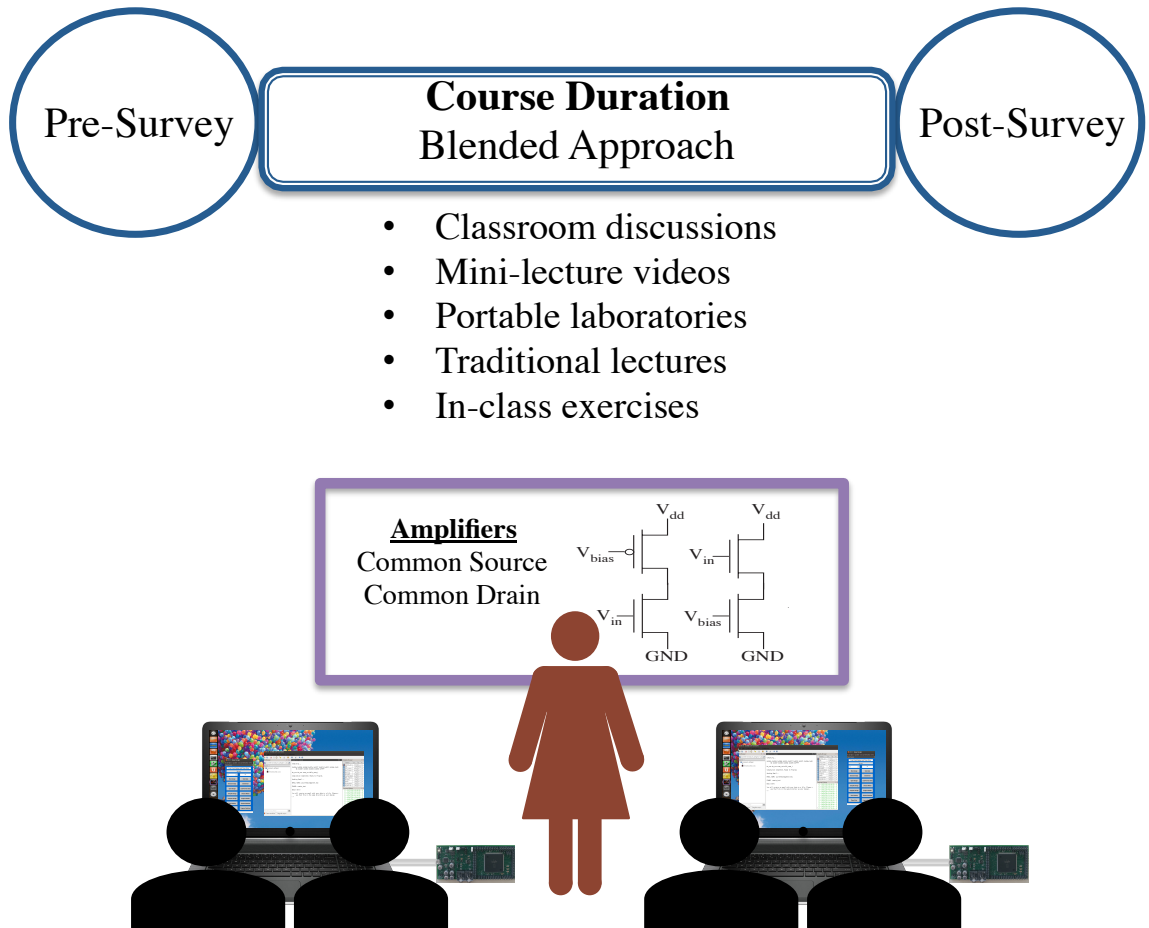 Pre-Survey
Course Duration
Blended Approach
Post-Survey
• Classroom discussions
• Mini-lecture videos
• Portable laboratories
• Traditional lectures
• In-class exercises
Amplifiers
Common Source
Common Drain
Vdd
Vbias
Vin
GND
Vdd
Vin
Vbias
GND